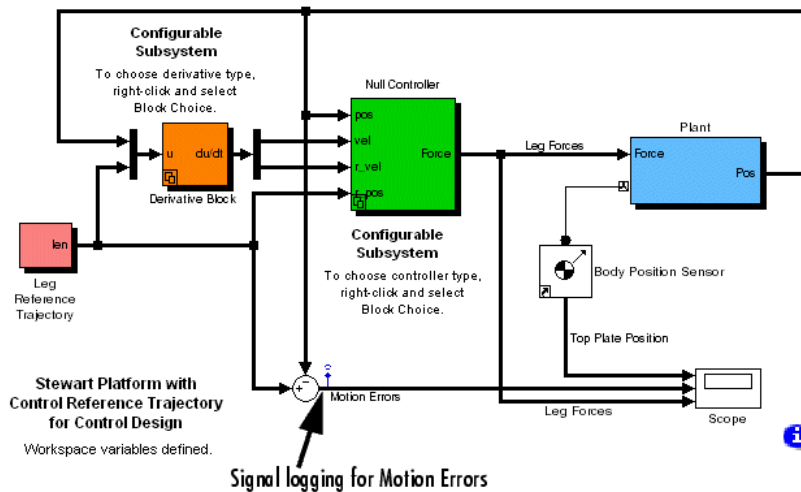 Configurable
Subsystem
To choose derivative type,
right-click and select
Block Choice.
Null Controller
pos
vel
r_vel
r_pos
Force
u
du/dt
Derivative Block
Leg Forces
Plant
Force
Pos
len
Leg
Reference
Trajectory
Configurable
Subsystem
To choose controller type,
right-click and select
Block Choice.
Body Position Sensor
Top Plate Position
Stewart Platform with
Control Reference Trajectory
for Control Design
Workspace variables defined.
+
−
Motion Errors
Leg Forces
Scope
i
Signal logging for Motion Errors